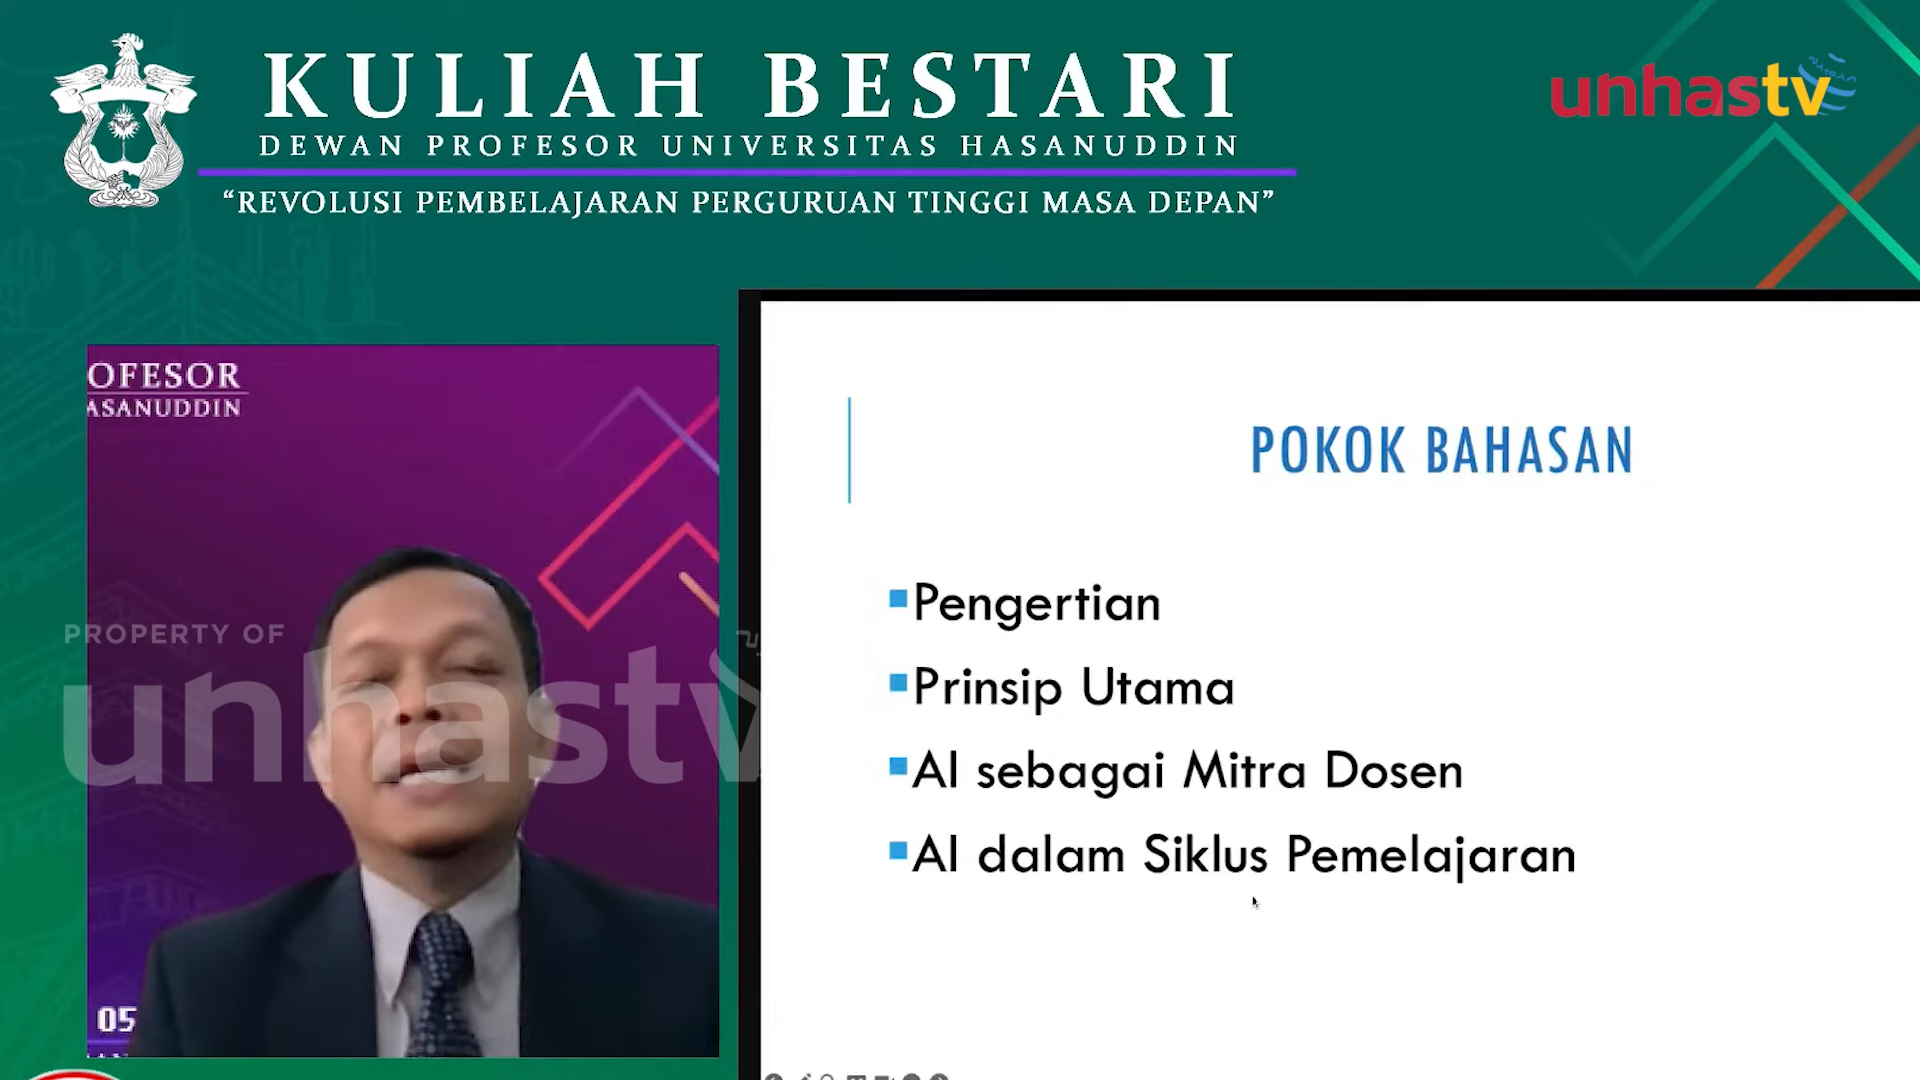 KULIAH BESTARI
DEWAN PROFESOR UNIVERSITAS HASANUDDIN
“REVOLUSI PEMBELAJARAN PERGURUAN TINGGI MASA DEPAN”
unhastv
OFESOR
ASANUDDIN
PROPERTY OF
unhastv
05
POKOK BAHASAN
Pengertian
Prinsip Utama
AI sebagai Mitra Dosen
AI dalam Siklus Pemelajaran